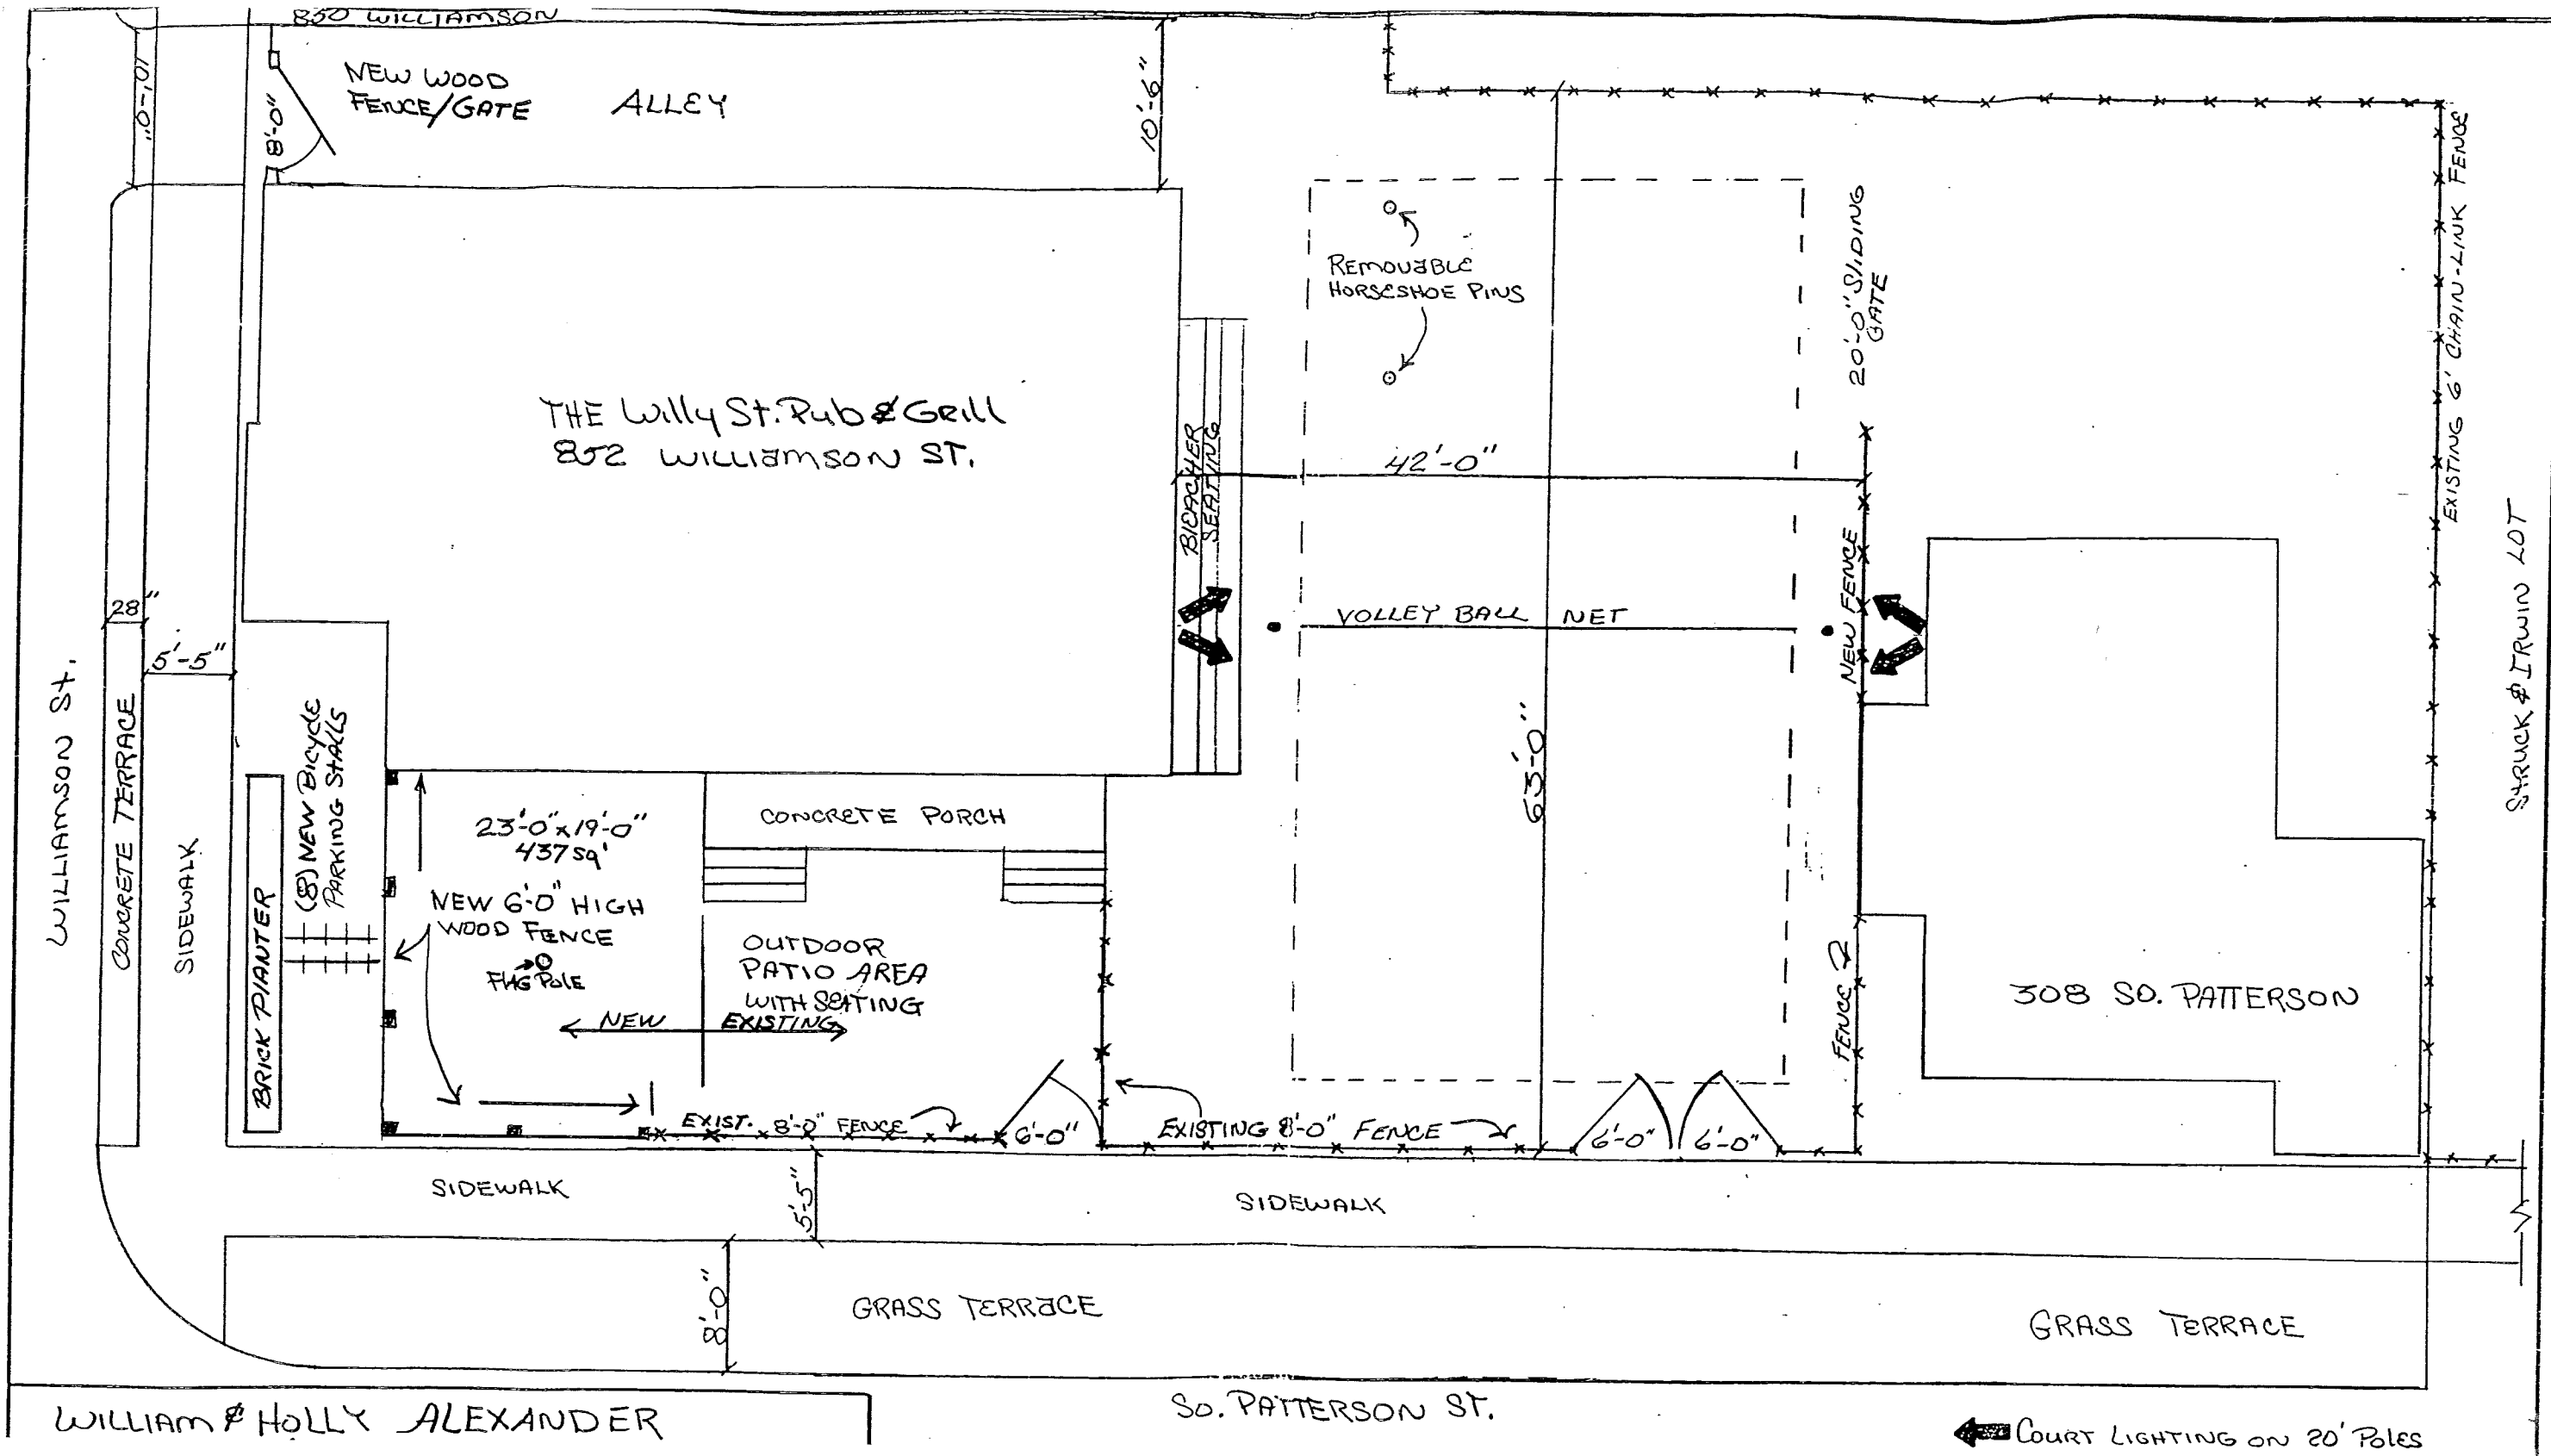 850 WILLIAMSON
10'-0"
8'-0"
NEW WOOD
FENCE/GATE
ALLEY
10'-6"
REMOVABLE
HORSESHOE PINS
20'-0" SLIDING
GATE
EXISTING 6' CHAIN-LINK FENCE
THE Willy St. Pub & Grill
852 WILLIAMSON ST.
BLEACHER
SEATING
42'-0"
NEW FENCE
STRUCK & IRWIN LOT
28"
5'-5"
VOLLEY BALL NET
WILLIAMSON St.
CONCRETE TERRACE
SIDEWALK
BRICK PLANTER
(8) NEW Bicycle
PARKING STALLS
23'-0" x 19'-0"
437 sq'
CONCRETE PORCH
63'-0"
NEW 6'-0" HIGH
WOOD FENCE
FLAG POLE
OUTDOOR
PATIO AREA
WITH SEATING
NEW
EXISTING
FENCE
308 SO. PATTERSON
EXIST. 8'-0" FENCE
6'-0"
EXISTING 8'-0" FENCE
6'-0"
6'-0"
SIDEWALK
5'-5"
SIDEWALK
8'-0"
GRASS TERRACE
GRASS TERRACE
WILLIAM & HOLLY ALEXANDER
SO. PATTERSON ST.
COURT LIGHTING ON 20' POLES